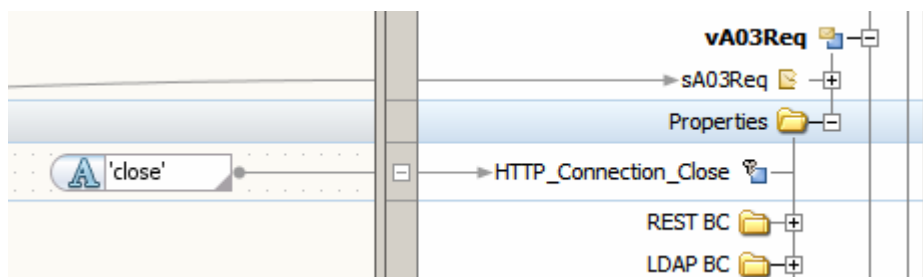 vA03Req
sA03Req
Properties
A 'close' HTTP_Connection_Close
REST BC
LDAP BC